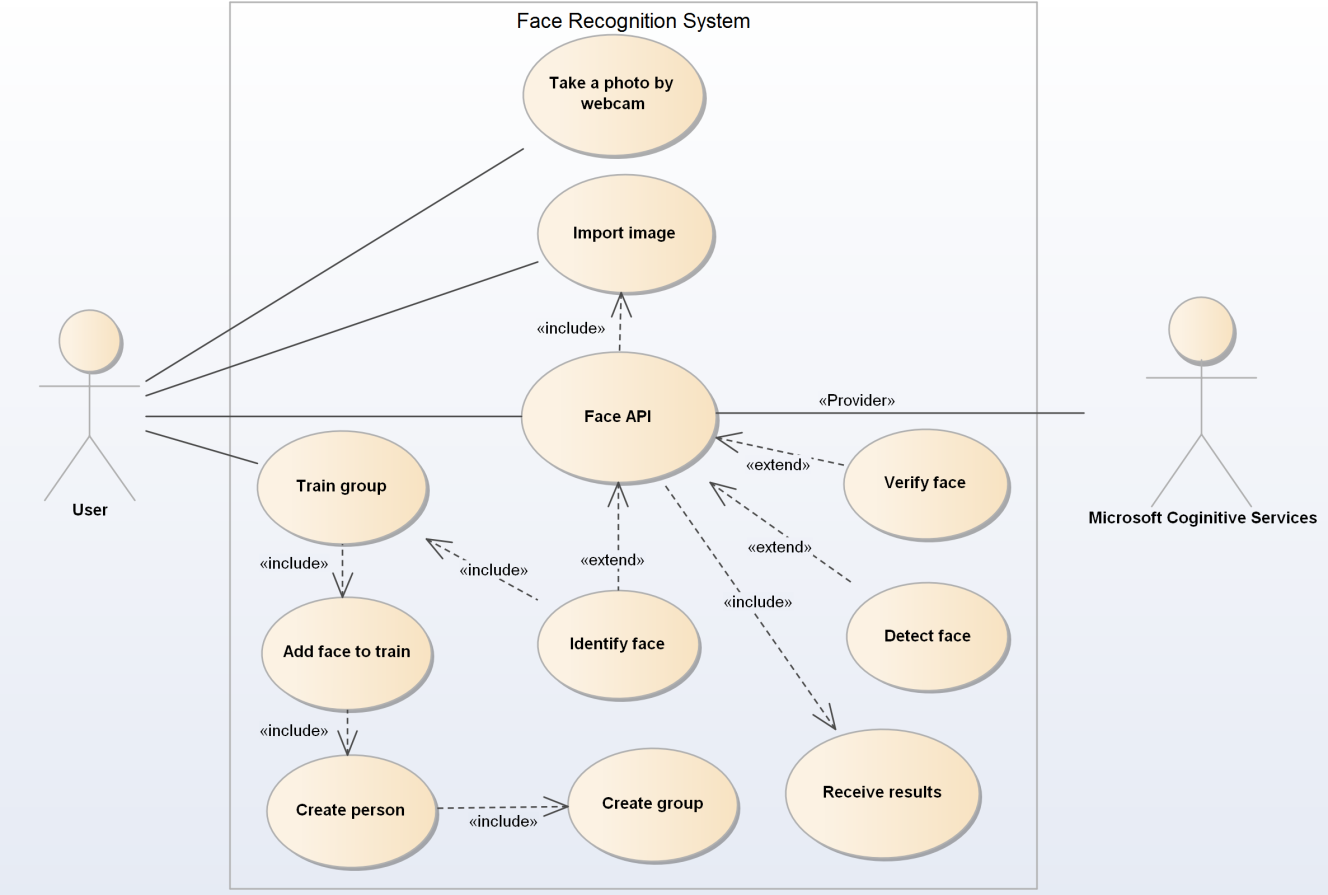 Face Recognition System
Take a photo by
webcam
Import image
«include»
Face API
«Provider»
«extend»
Verify face
Train group
User
Microsoft Coginitive Services
«include»
«include»
«extend»
«extend»
«include»
Add face to train
Identify face
Detect face
«include»
Create person
«include»
Create group
Receive results